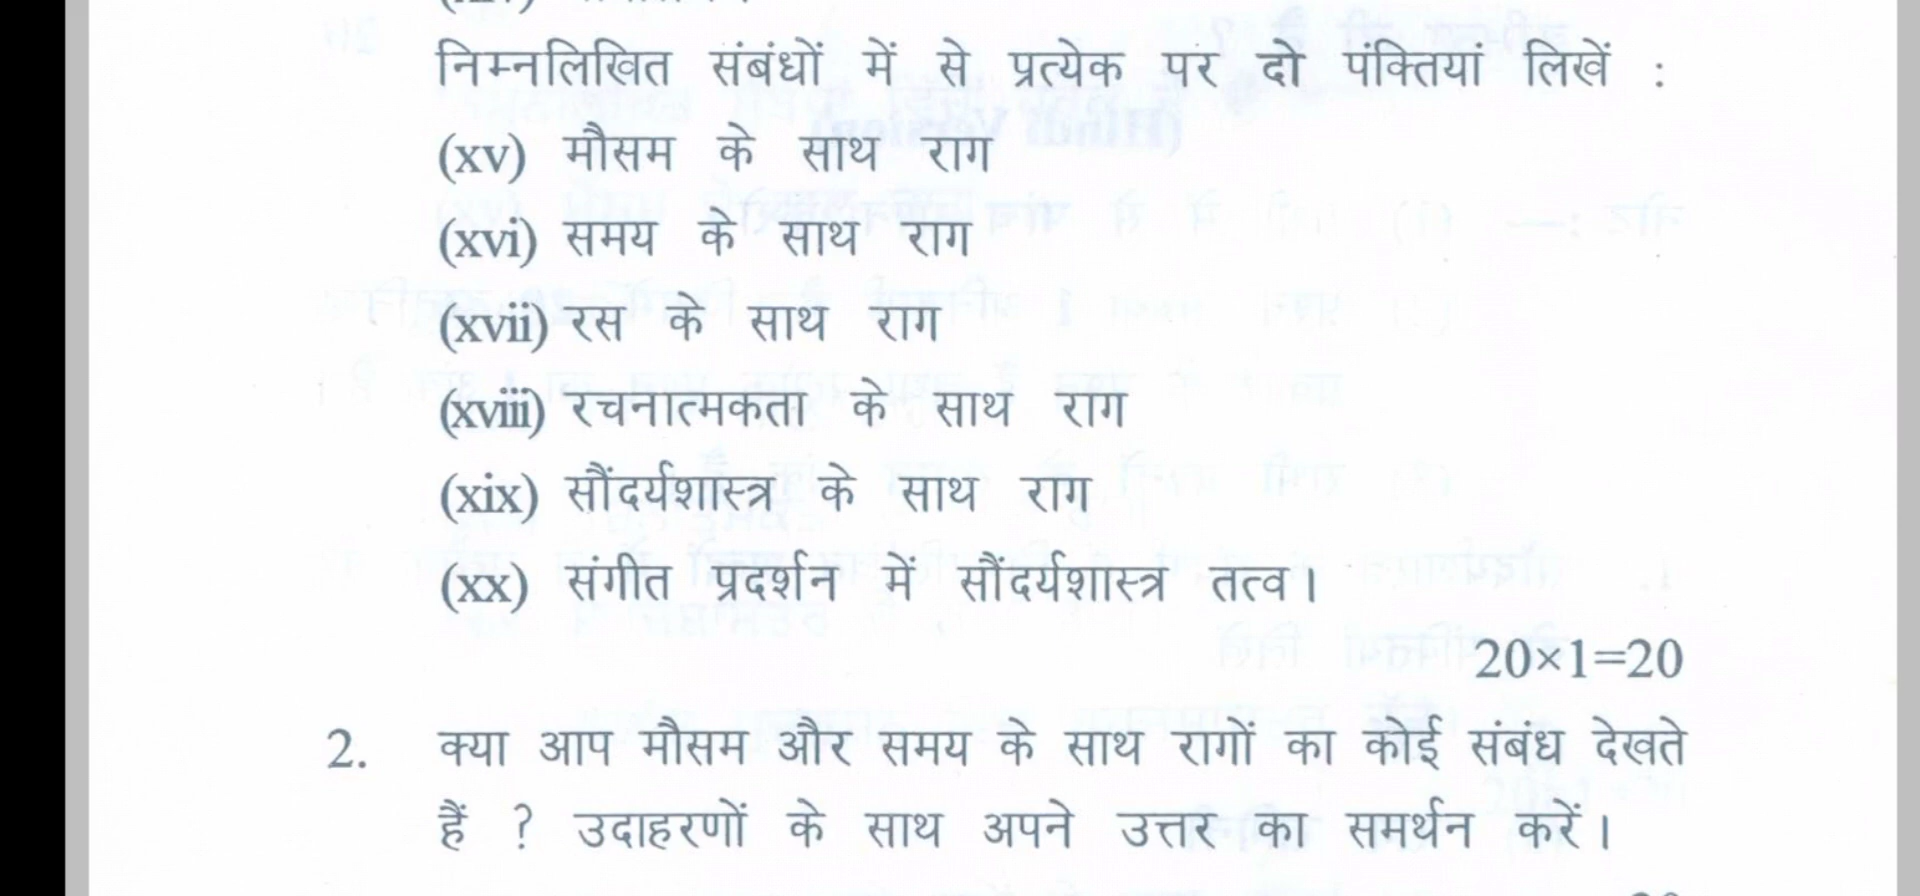 निम्नलिखित संबंधों में से प्रत्येक पर दो पंक्तियां लिखें :
(xv) मौसम के साथ राग
(xvi) समय के साथ राग
(xvii) रस के साथ राग
(xviii) रचनात्मकता के साथ राग
(xix) सौंदर्यशास्त्र के साथ राग
(xx) संगीत प्रदर्शन में सौंदर्यशास्त्र तत्व।
20×1=20
2. क्या आप मौसम और समय के साथ रागों का कोई संबंध देखते
हैं ? उदाहरणों के साथ अपने उत्तर का समर्थन करें।